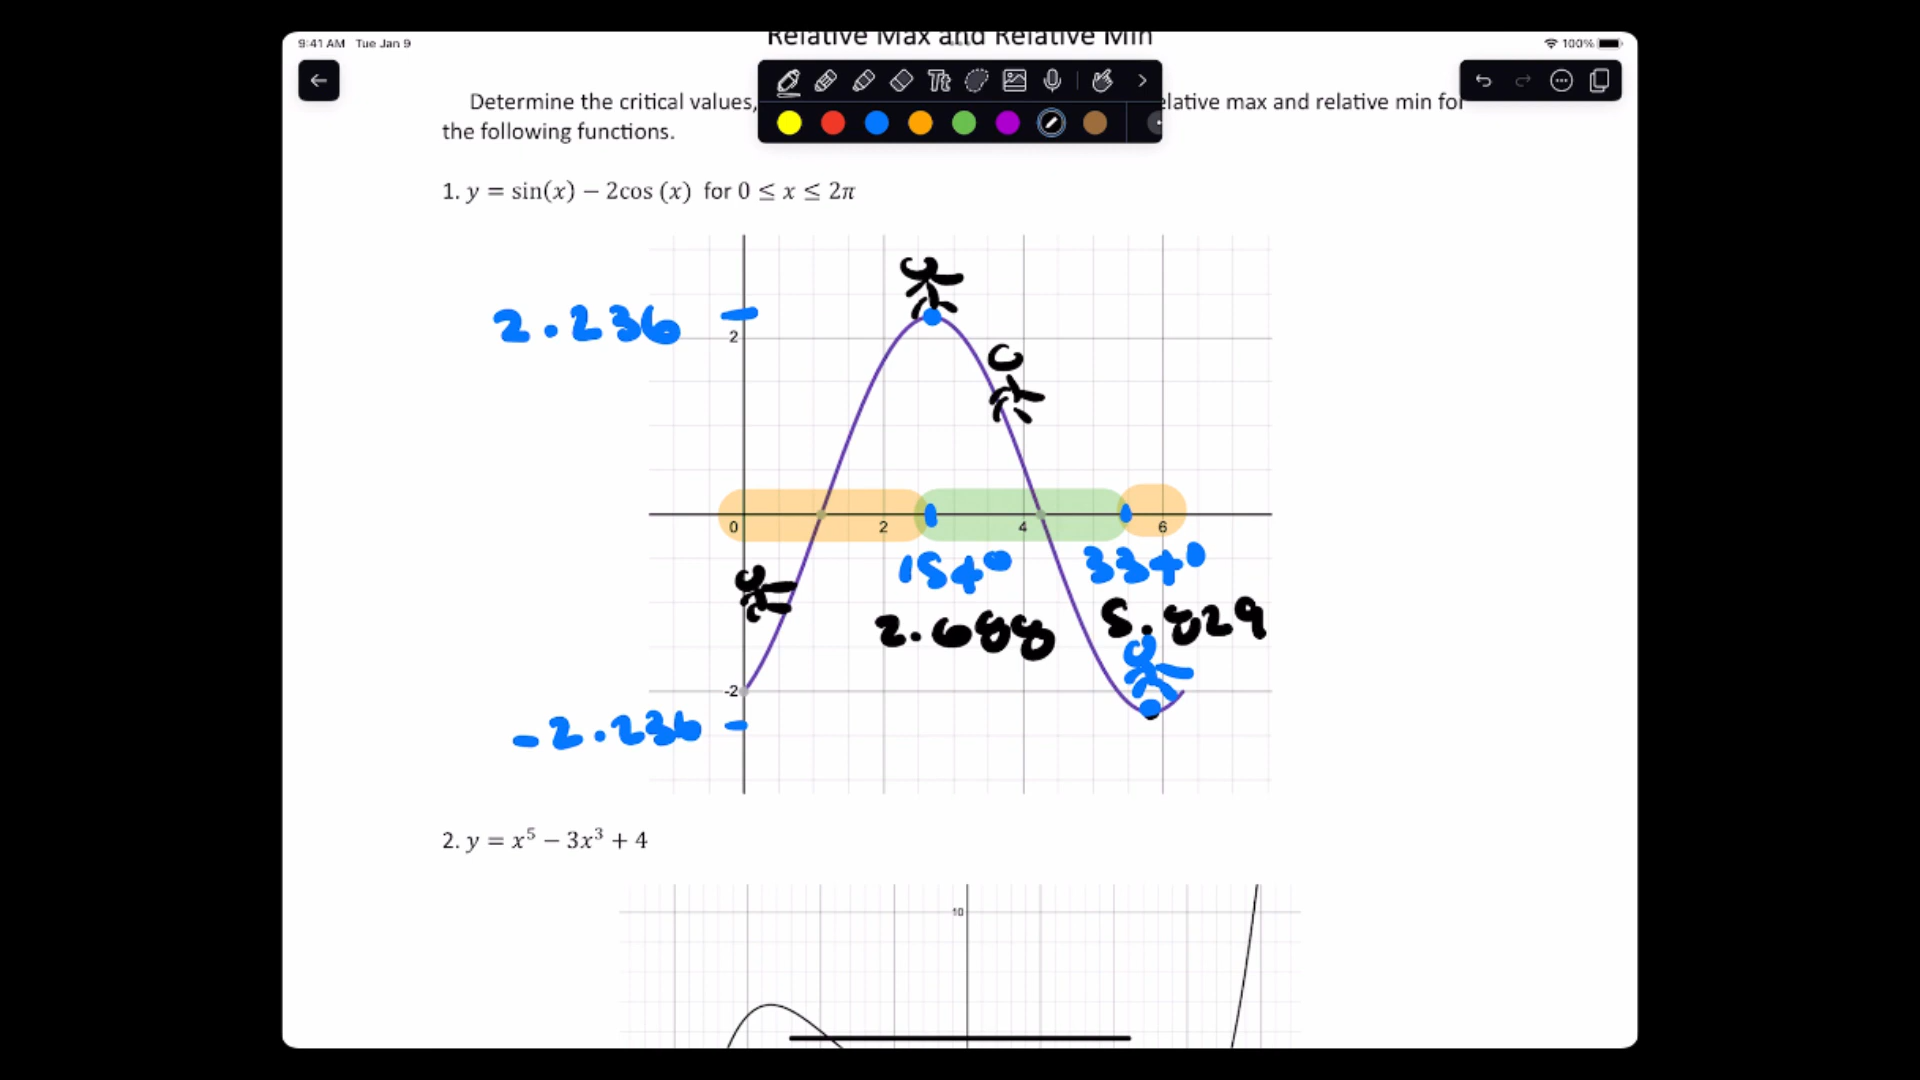 9:41 AM Tue Jan 9
100%
Relative Max and Relative Min
Tt
Determine the critical values, elative max and relative min for
the following functions.
1. y = sin(x) − 2cos (x) for 0 ≤ x ≤ 2π
2.236
2
0 2 4 6
154° 334°
2.688 5.829
-2
-2.236
2. y = x⁵ − 3x³ + 4
10